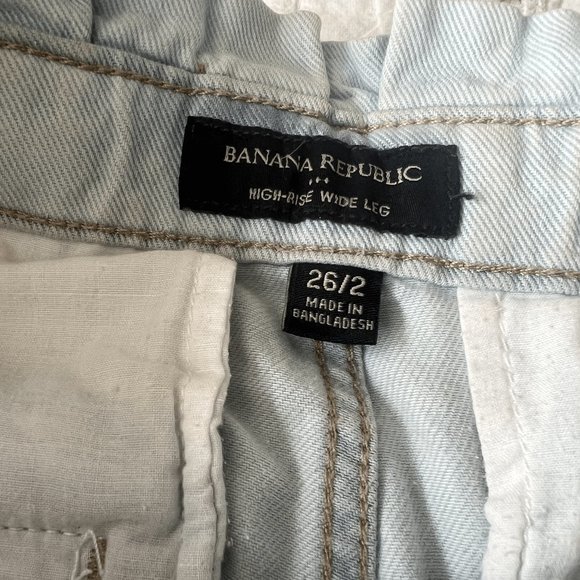 BANANA REPUBLIC
HIGH-RISE WIDE LEG
26/2
MADE IN
BANGLADESH